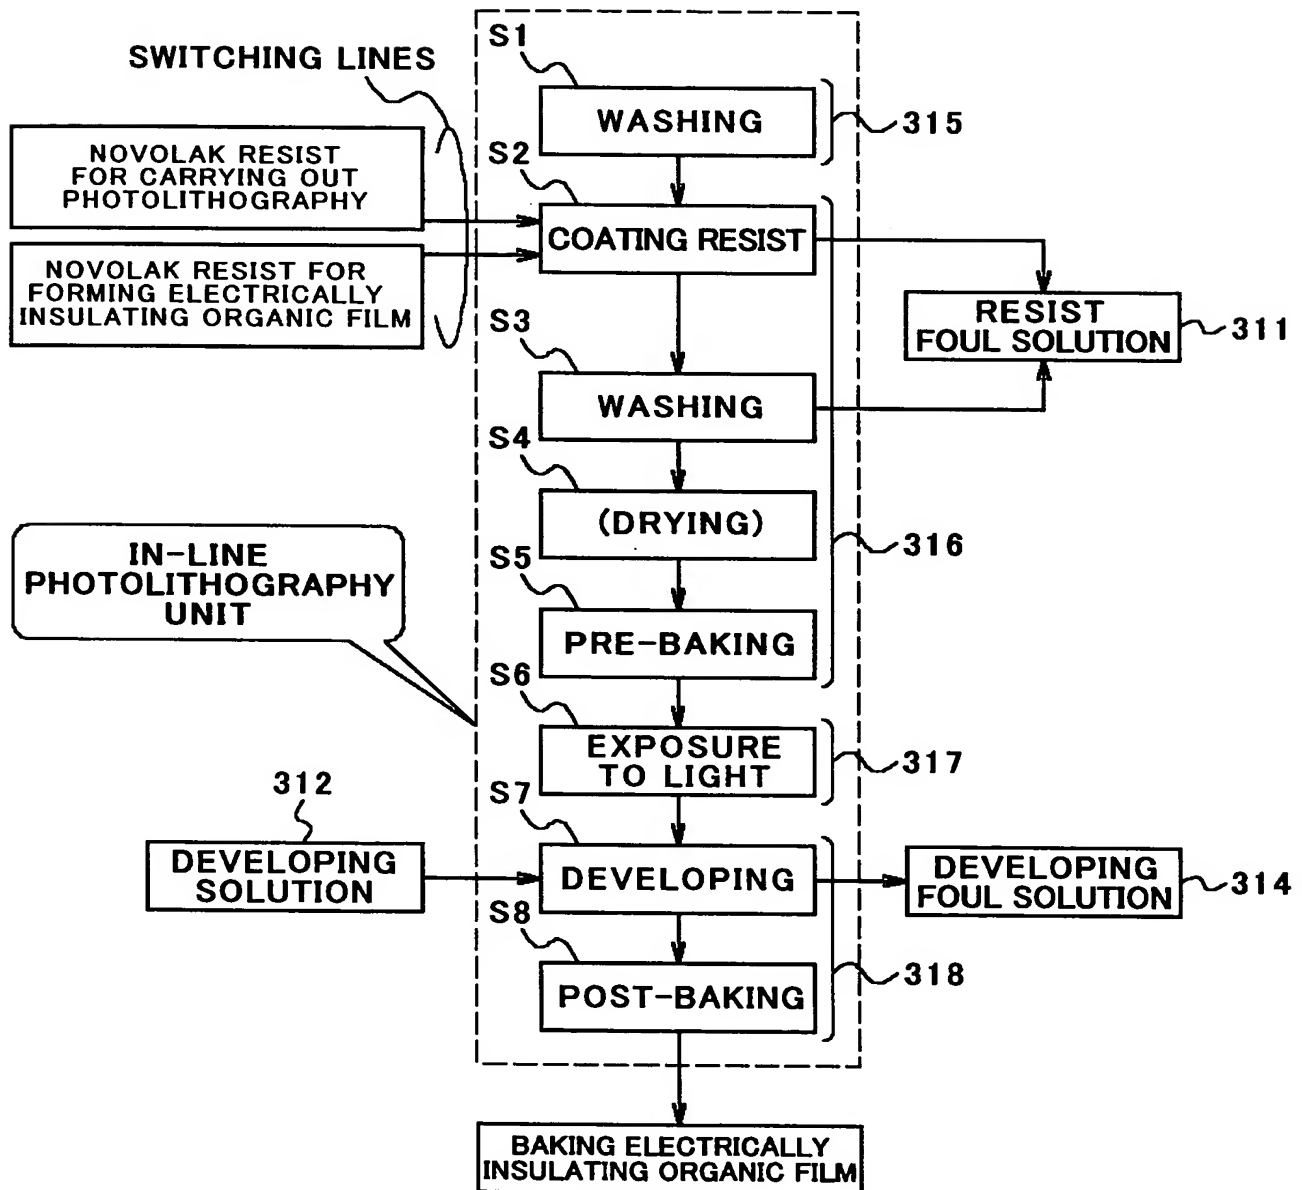 SWITCHING LINES
NOVOLAK RESIST
FOR CARRYING OUT
PHOTOLITHOGRAPHY
NOVOLAK RESIST FOR
FORMING ELECTRICALLY
INSULATING ORGANIC FILM
S1
WASHING
315
S2
COATING RESIST
RESIST
FOUL SOLUTION
311
S3
WASHING
S4
(DRYING)
316
S5
PRE-BAKING
IN-LINE
PHOTOLITHOGRAPHY
UNIT
S6
EXPOSURE
TO LIGHT
317
312
DEVELOPING
SOLUTION
S7
DEVELOPING
DEVELOPING
FOUL SOLUTION
314
S8
POST-BAKING
318
BAKING ELECTRICALLY
INSULATING ORGANIC FILM